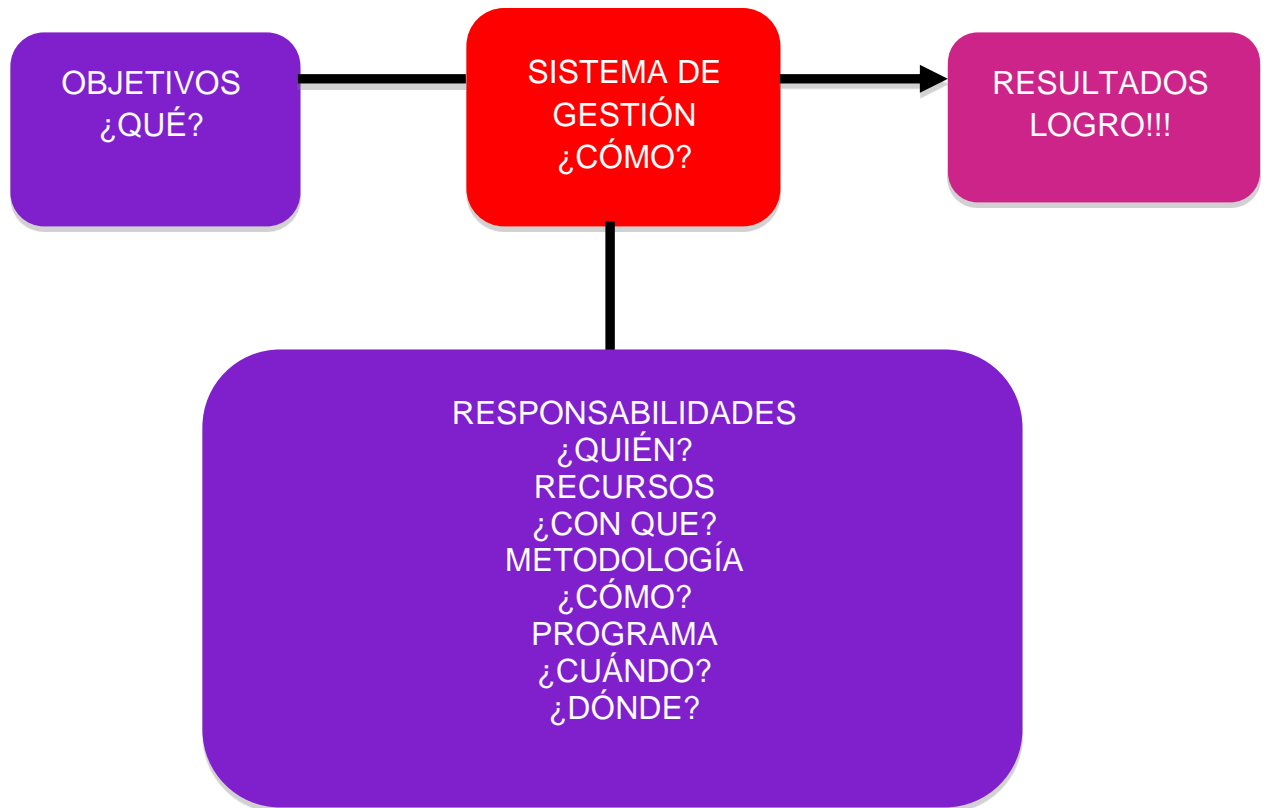 OBJETIVOS
¿QUÉ?
SISTEMA DE
GESTIÓN
¿CÓMO?
RESULTADOS
LOGRO!!!
RESPONSABILIDADES
¿QUIÉN?
RECURSOS
¿CON QUE?
METODOLOGÍA
¿CÓMO?
PROGRAMA
¿CUÁNDO?
¿DÓNDE?